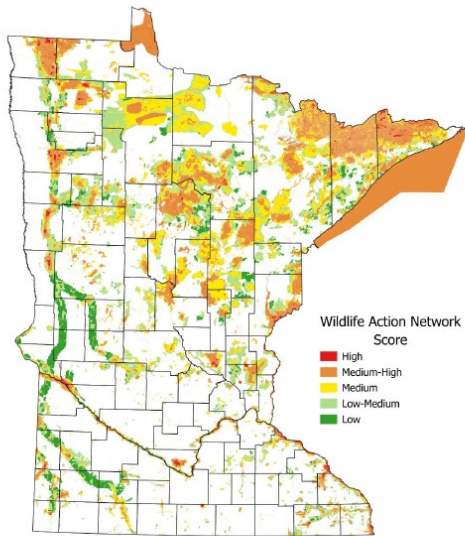 Wildlife Action Network
Score
High
Medium-High
Medium
Low-Medium
Low